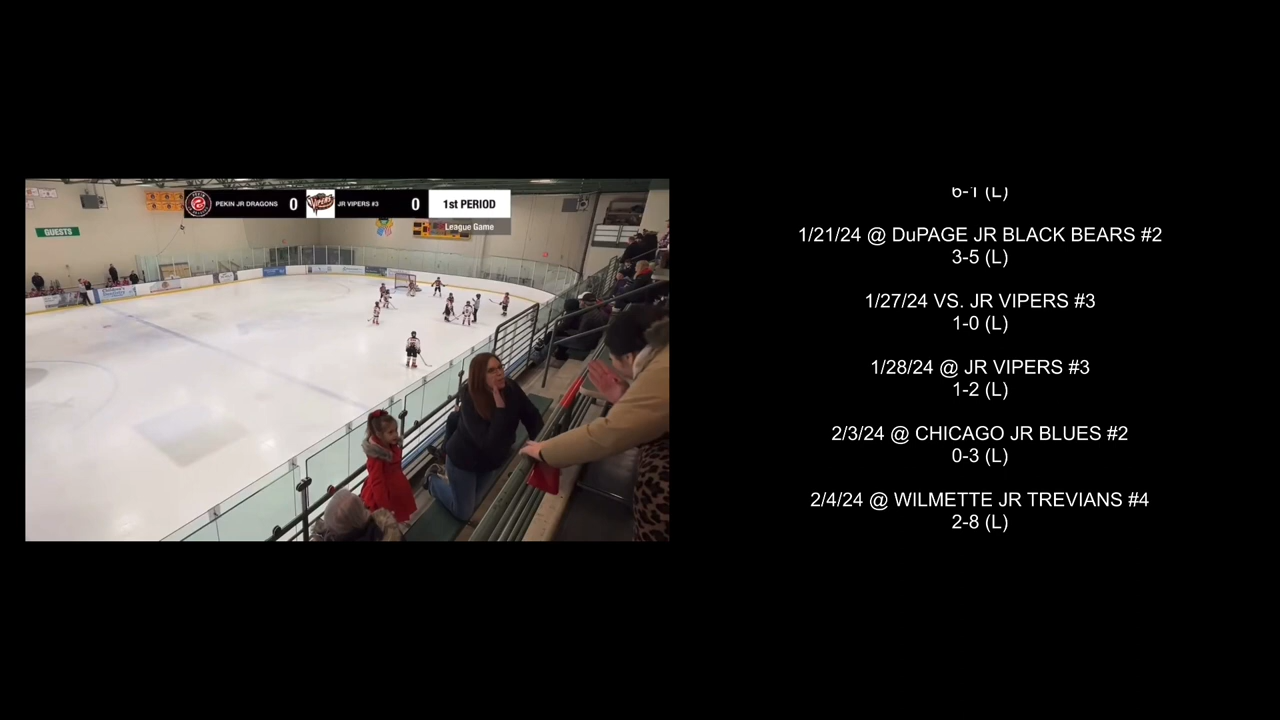 GUESTS
PEKIN JR DRAGONS 0
VIPERS
JR VIPERS #3 0
1st PERIOD
League Game
6-1 (L)
1/21/24 @ DuPAGE JR BLACK BEARS #2
3-5 (L)
1/27/24 VS. JR VIPERS #3
1-0 (L)
1/28/24 @ JR VIPERS #3
1-2 (L)
2/3/24 @ CHICAGO JR BLUES #2
0-3 (L)
2/4/24 @ WILMETTE JR TREVIANS #4
2-8 (L)